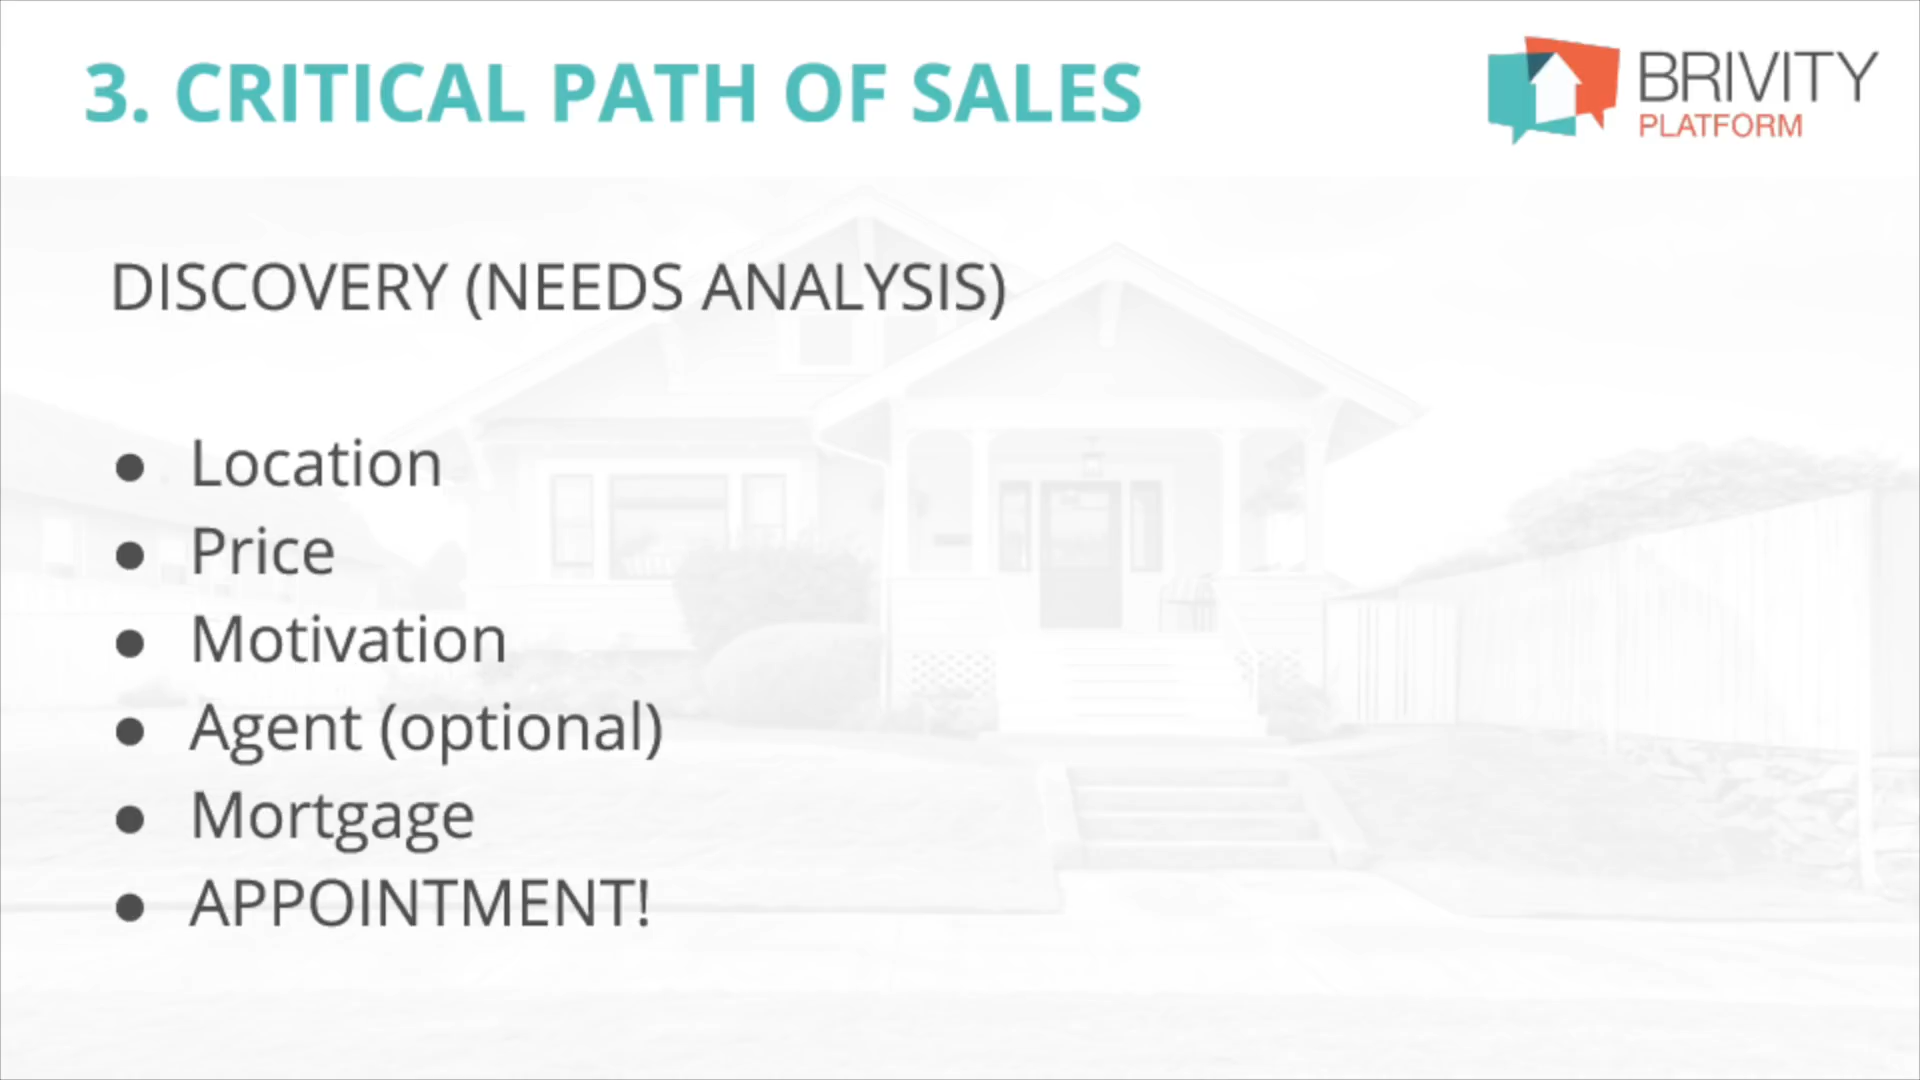 3. CRITICAL PATH OF SALES
BRIVITY
PLATFORM
DISCOVERY (NEEDS ANALYSIS)
● Location
● Price
● Motivation
● Agent (optional)
● Mortgage
● APPOINTMENT!